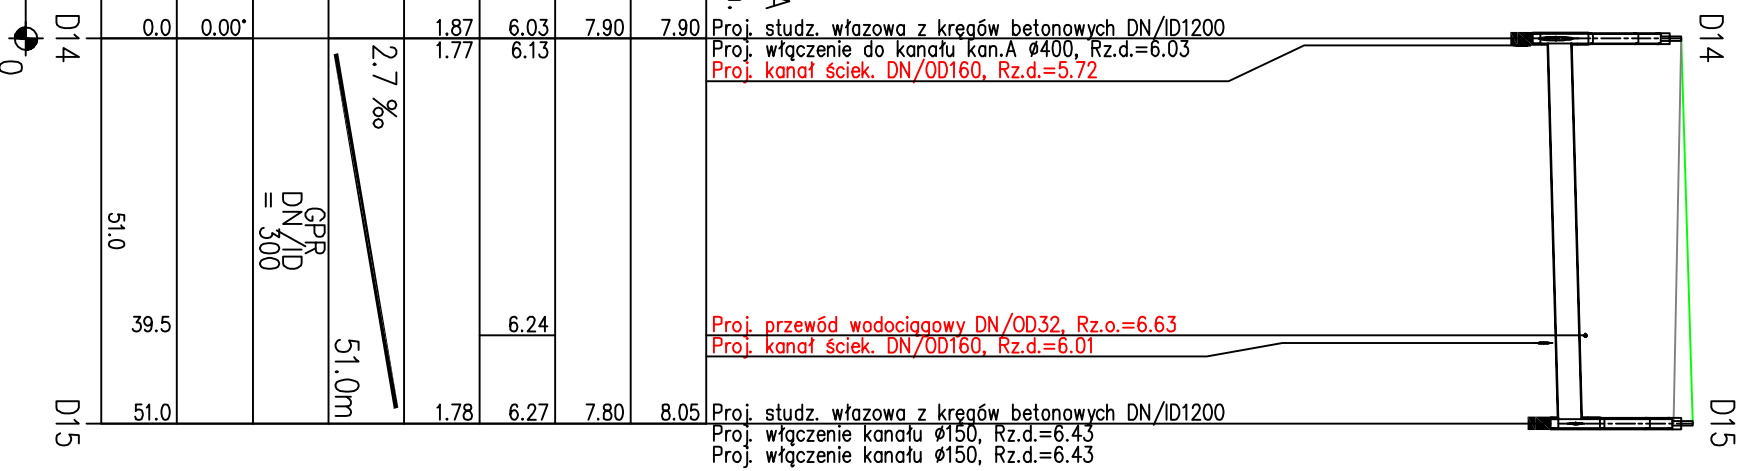 A
D14 0.0 0.00° 1.87 6.03 7.90 7.90 Proj. studz. włazowa z kręgów betonowych DN/ID1200 D14
1.77 6.13 Proj. włączenie do kanału kan.A ø400, Rz.d.=6.03
Proj. kanał ściek. DN/OD160, Rz.d.=5.72
0
2.7 ‰
51.0
GPR
DN/ID
= 300
51.0m
39.5 6.24 Proj. przewód wodociągowy DN/OD32, Rz.o.=6.63
Proj. kanał ściek. DN/OD160, Rz.d.=6.01
D15 51.0 1.78 6.27 7.80 8.05 Proj. studz. włazowa z kręgów betonowych DN/ID1200 D15
Proj. włączenie kanału ø150, Rz.d.=6.43
Proj. włączenie kanału ø150, Rz.d.=6.43